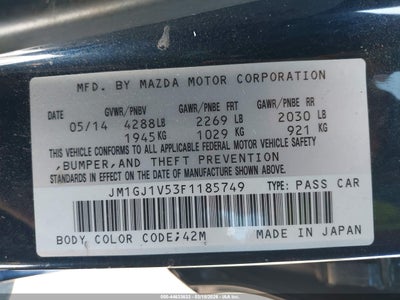 MFD. BY MAZDA MOTOR CORPORATION
GVWR/PNBV GAWR/PNBE FRT GAWR/PNBE RR
05/14 4288LB 2269 LB 2030 LB
1945KG 1029 KG 921 KG
THIS VEHICLE CONFORMS TO ALL APPLICABLE FEDERAL MOTOR VEHICLE SAFETY
,BUMPER,AND THEFT PREVENTION
STANDARDS IN EFFECT ON THE DATE OF MANUFACTURE SHOWN ABOVE.
JM1GJ1V53F1185749 TYPE: PASS CAR
BODY COLOR CODE;42M MADE IN JAPAN